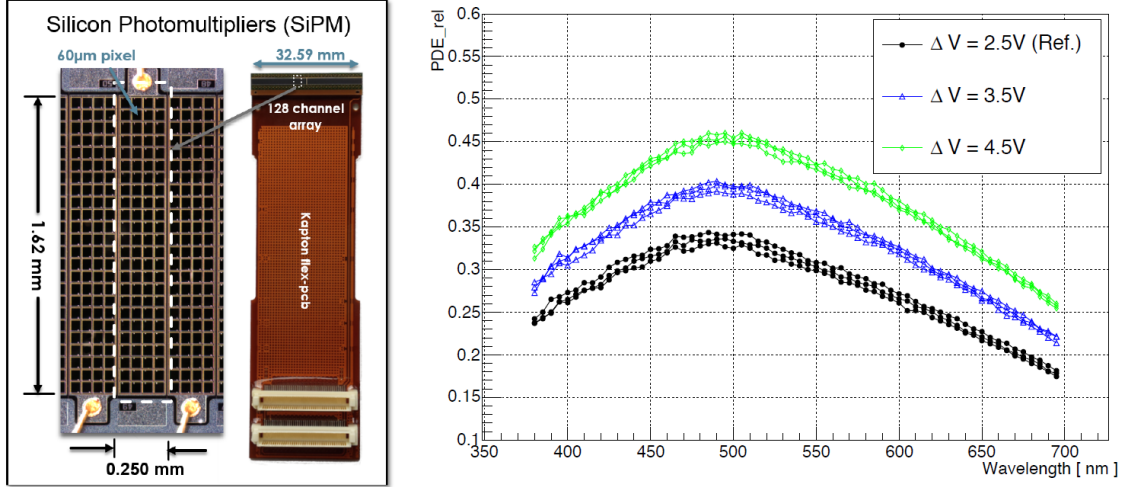 Silicon Photomultipliers (SiPM)
60µm pixel
32.59 mm
128 channel
array
1.62 mm
Kapton flex-pcb
0.250 mm
PDE_rel
0.6
0.55
0.5
0.45
0.4
0.35
0.3
0.25
0.2
0.15
0.1
Δ V = 2.5V (Ref.)
Δ V = 3.5V
Δ V = 4.5V
350 400 450 500 550 600 650 700
Wavelength [ nm ]